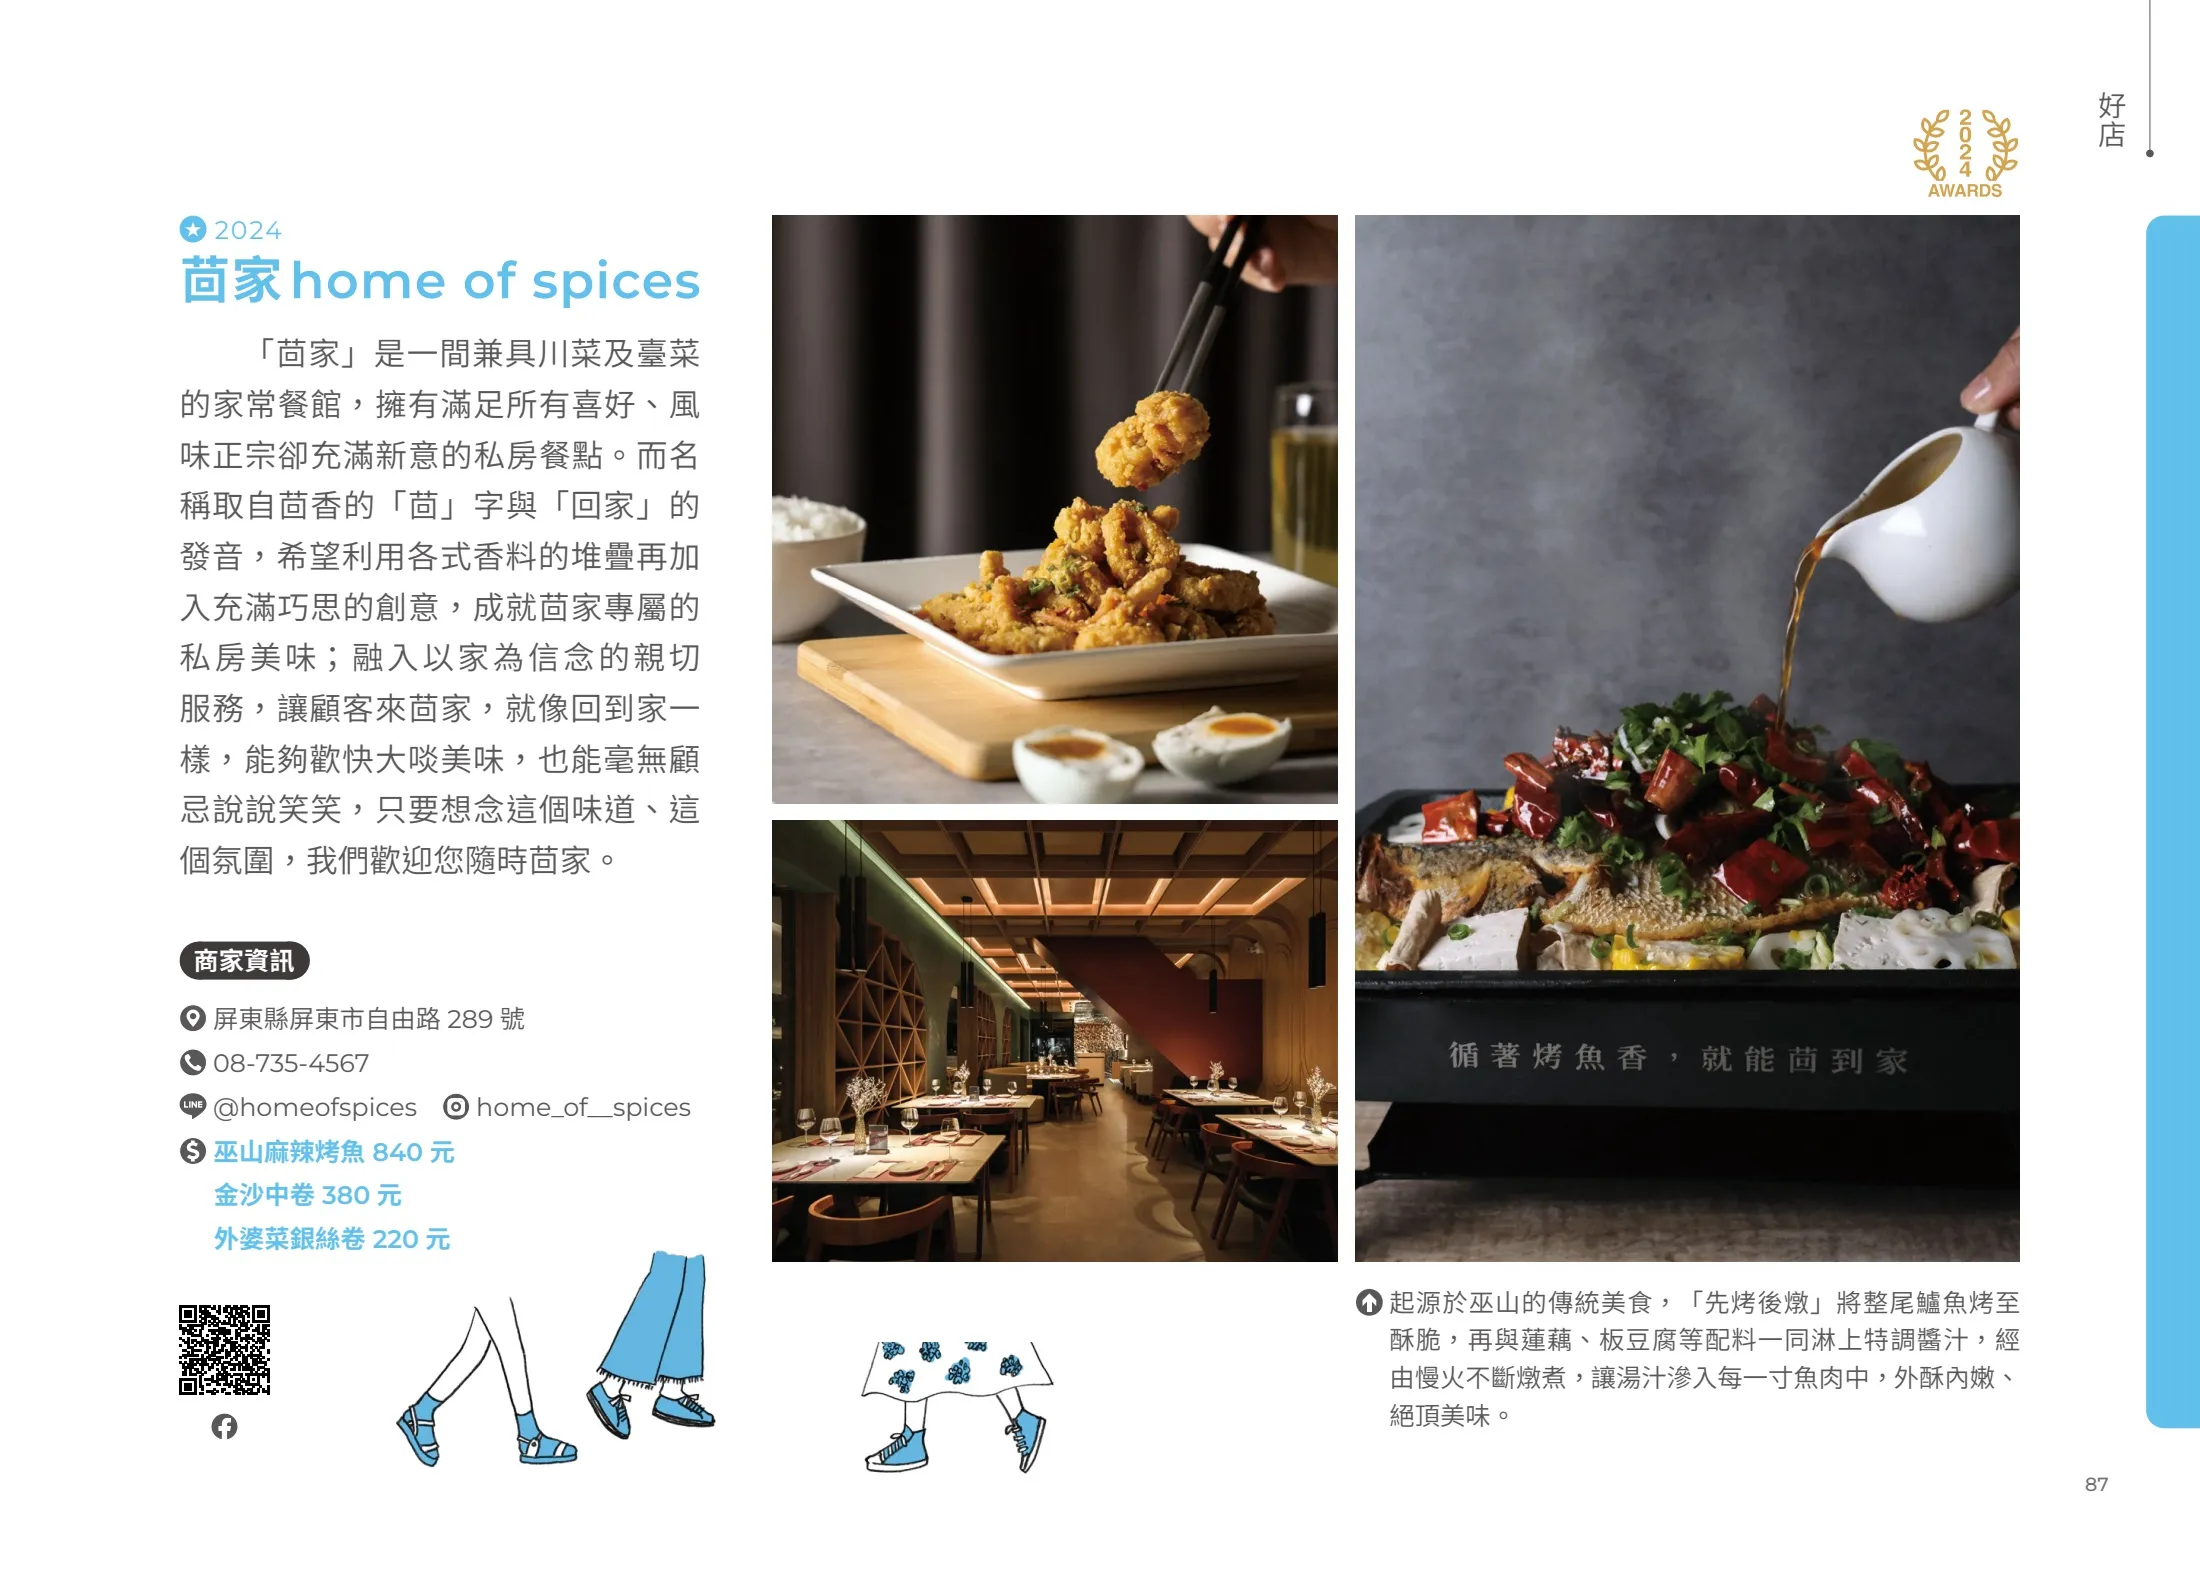 好店
2024
AWARDS
2024
茴家home of spices
「茴家」是一間兼具川菜及臺菜
的家常餐館，擁有滿足所有喜好、風
味正宗卻充滿新意的私房餐點。而名
稱取自茴香的「茴」字與「回家」的
發音，希望利用各式香料的堆疊再加
入充滿巧思的創意，成就茴家專屬的
私房美味；融入以家為信念的親切
服務，讓顧客來茴家，就像回到家一
樣，能夠歡快大啖美味，也能毫無顧
忌說說笑笑，只要想念這個味道、這
個氛圍，我們歡迎您隨時茴家。
商家資訊
屏東縣屏東市自由路 289 號
08-735-4567
LINE @homeofspices home_of__spices
巫山麻辣烤魚 840 元
金沙中卷 380 元
外婆菜銀絲卷 220 元
循著烤魚香，就能茴到家
起源於巫山的傳統美食，「先烤後燉」將整尾鱸魚烤至
酥脆，再與蓮藕、板豆腐等配料一同淋上特調醬汁，經
由慢火不斷燉煮，讓湯汁滲入每一寸魚肉中，外酥內嫩、
絕頂美味。
87